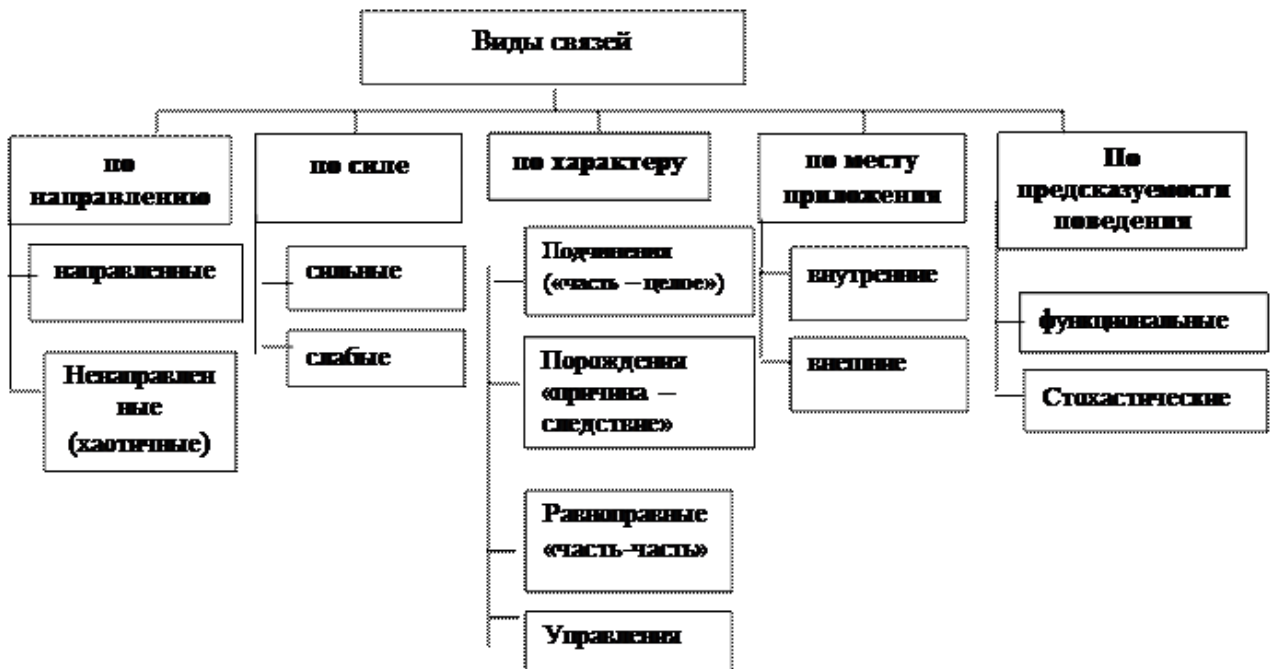 Виды связей
по
направлению
направленные
Ненаправлен
ные
(хаотичные)
по силе
сильные
слабые
по характеру
Подчинения
(«часть – целое»)
Порождения
«причина –
следствие»
Равноправные
«часть-часть»
Управления
по месту
приложения
внутренние
внешние
По
предсказуемости
поведения
функциональные
Стохастические